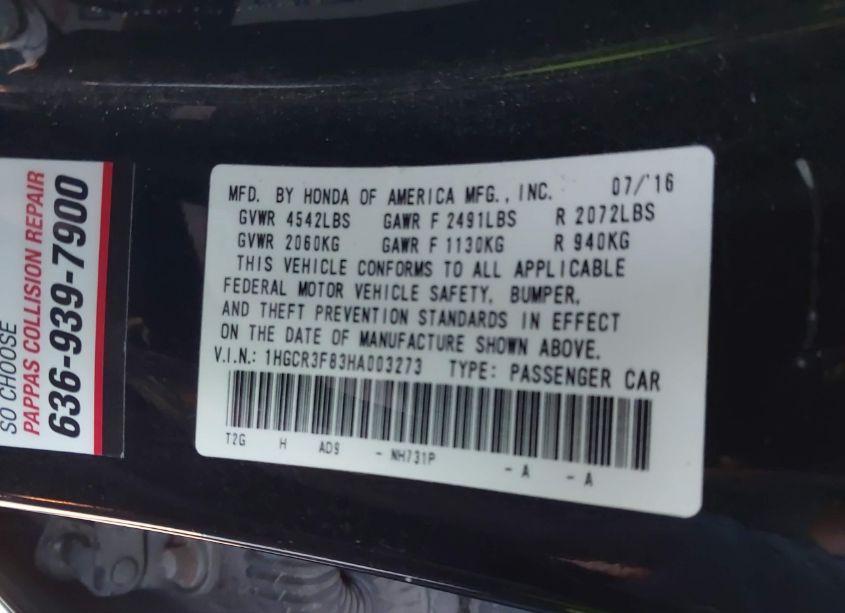 MFD. BY HONDA OF AMERICA MFG., INC. 07/'16
GVWR 4542LBS GAWR F 2491LBS R 2072LBS
GVWR 2060KG GAWR F 1130KG R 940KG
THIS VEHICLE CONFORMS TO ALL APPLICABLE
FEDERAL MOTOR VEHICLE SAFETY, BUMPER,
AND THEFT PREVENTION STANDARDS IN EFFECT
ON THE DATE OF MANUFACTURE SHOWN ABOVE.
V.I.N.: 1HGCR3F83HA003273 TYPE: PASSENGER CAR
T2G H AD9 - NH731P - A - A
SO CHOOSE
PAPPAS COLLISION REPAIR
636-939-7900